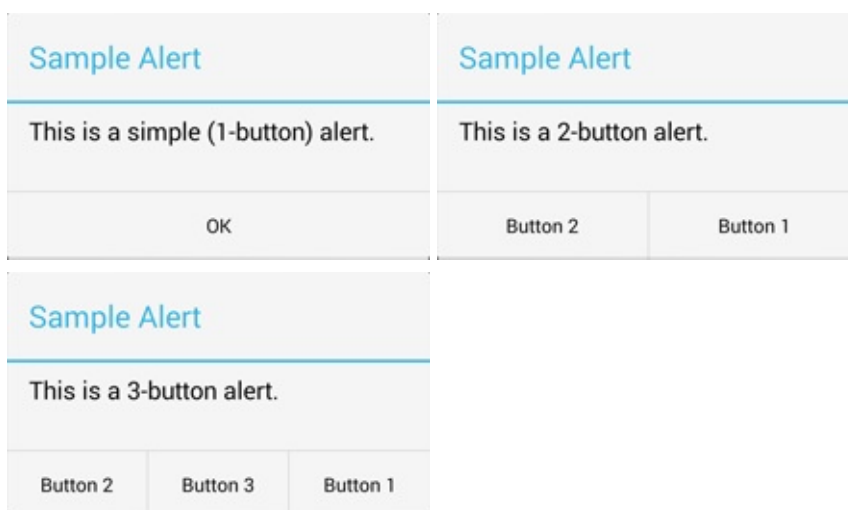 Sample Alert
This is a simple (1-button) alert.
OK
Sample Alert
This is a 2-button alert.
Button 2
Button 1
Sample Alert
This is a 3-button alert.
Button 2
Button 3
Button 1